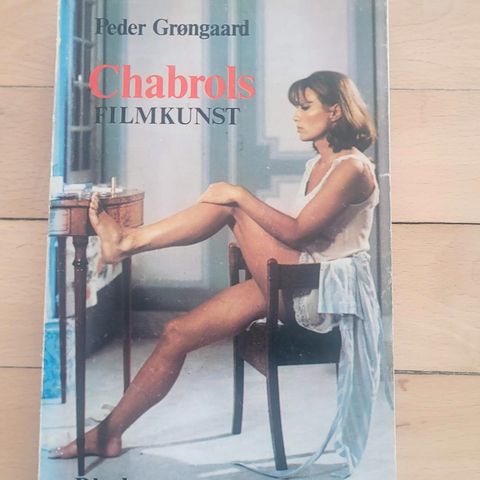 Peder Grøngaard
Chabrols
FILMKUNST